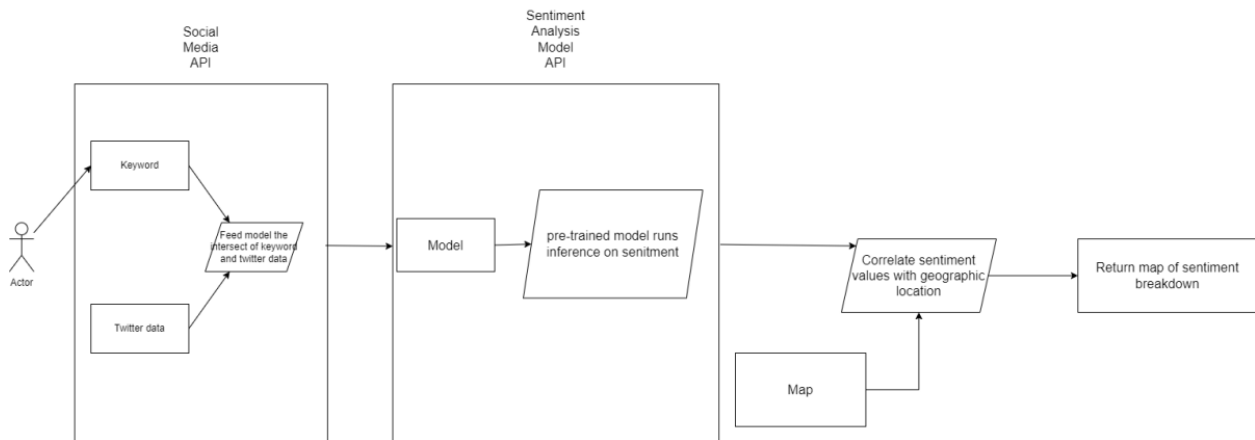 Social
Media
API
Sentiment
Analysis
Model
API
Keyword
Feed model the
intersect of keyword
and twitter data
Twitter data
Actor
Model
pre-trained model runs
inference on senitment
Correlate sentiment
values with geographic
location
Map
Return map of sentiment
breakdown